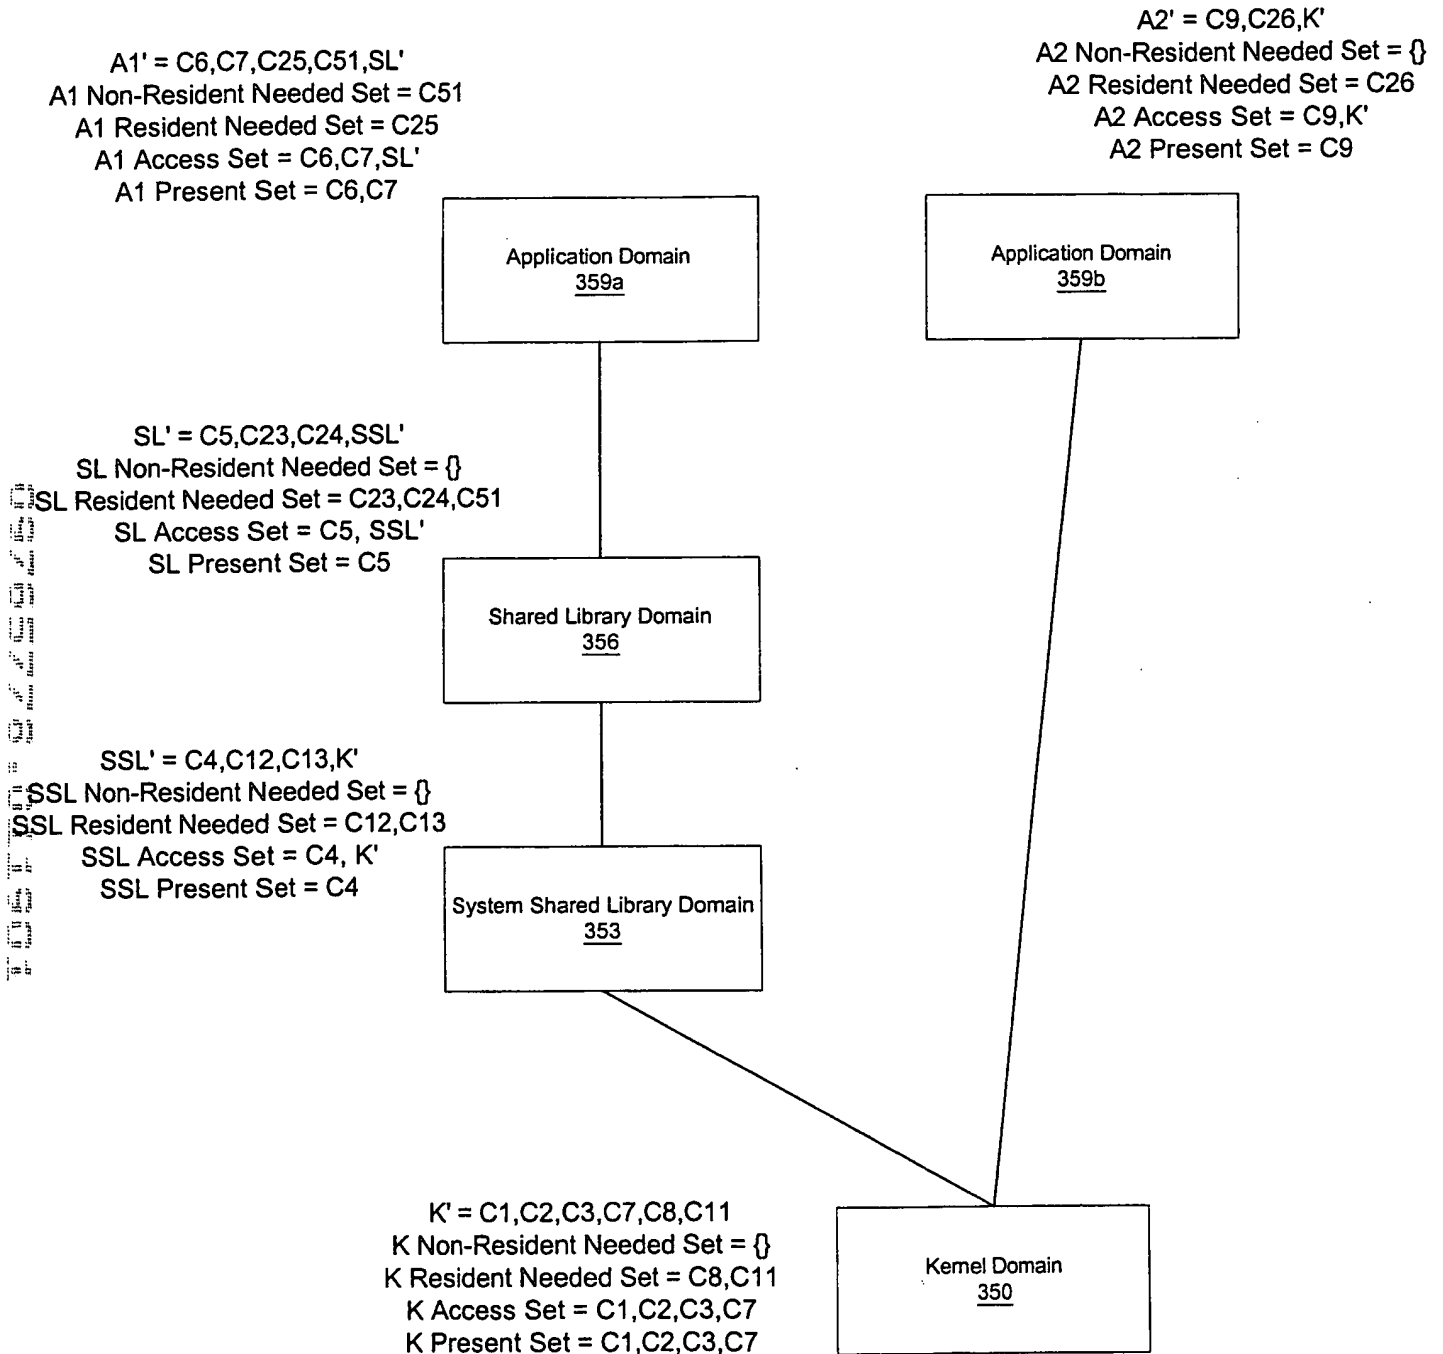 A1' = C6,C7,C25,C51,SL'
A1 Non-Resident Needed Set = C51
A1 Resident Needed Set = C25
A1 Access Set = C6,C7,SL'
A1 Present Set = C6,C7
A2' = C9,C26,K'
A2 Non-Resident Needed Set = {}
A2 Resident Needed Set = C26
A2 Access Set = C9,K'
A2 Present Set = C9
Application Domain
359a
Application Domain
359b
SL' = C5,C23,C24,SSL'
SL Non-Resident Needed Set = {}
SL Resident Needed Set = C23,C24,C51
SL Access Set = C5, SSL'
SL Present Set = C5
Shared Library Domain
356
SSL' = C4,C12,C13,K'
SSL Non-Resident Needed Set = {}
SSL Resident Needed Set = C12,C13
SSL Access Set = C4, K'
SSL Present Set = C4
System Shared Library Domain
353
K' = C1,C2,C3,C7,C8,C11
K Non-Resident Needed Set = {}
K Resident Needed Set = C8,C11
K Access Set = C1,C2,C3,C7
K Present Set = C1,C2,C3,C7
Kernel Domain
350